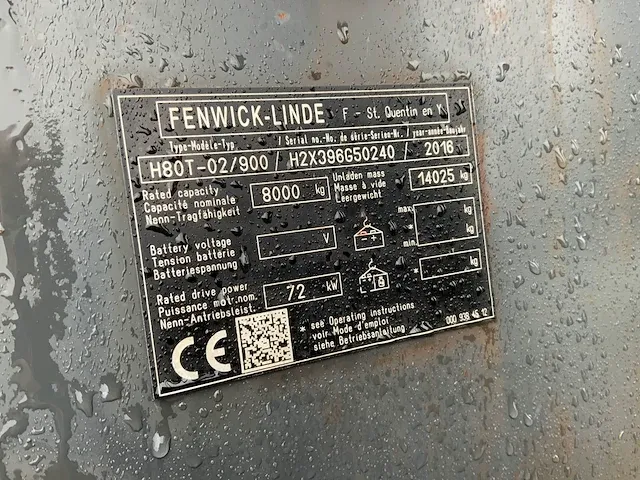 FENWICK-LINDE F - St. Quentin en Y.
Type-Modèle-Typ / Serial no.-No. de série-Serien-Nr. / year-année-Baujahr
H80T-02/900 / H2X396G50240 / 2016
Rated capacity
Capacité nominale
Nenn-Tragfähigkeit
8000 kg
Unladen mass
Masse à vide
Leergewicht
14025 kg
Battery voltage
Tension batterie
Batteriespannung
V
max. kg
*
min. kg
Rated drive power
Puissance motr.nom.
Nenn-Antriebsleist.
72 kW
* kg
CE
* see Operating instructions
voir Mode d'emploi
siehe Betriebsanleitung
000 938 46 12